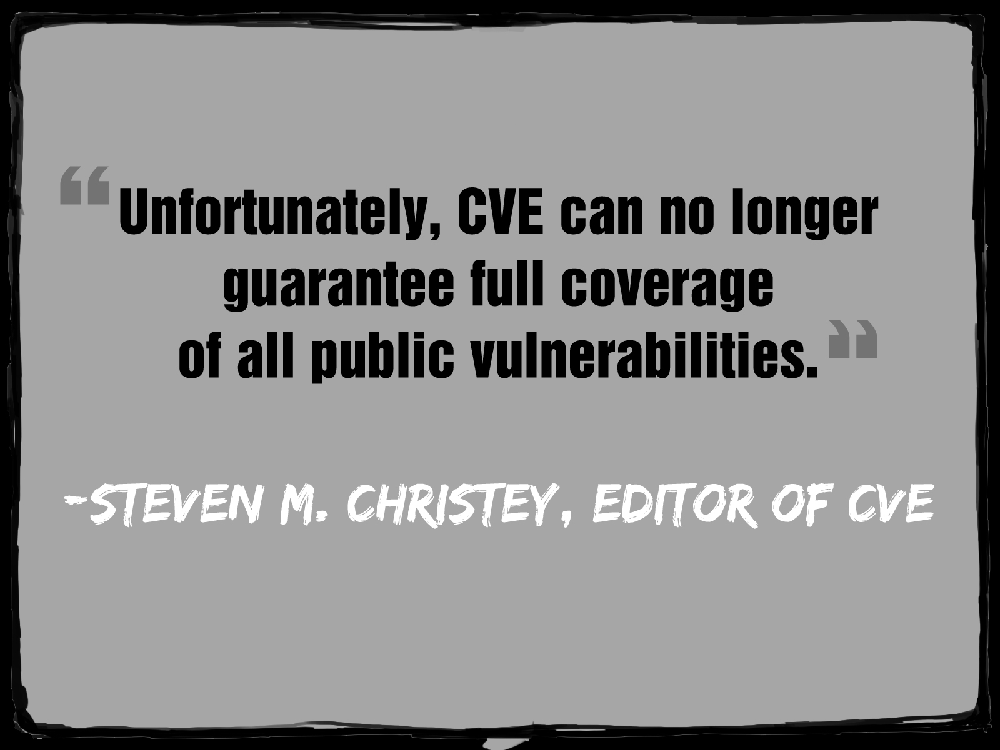 “Unfortunately, CVE can no longer
guarantee full coverage
of all public vulnerabilities.”
-STEVEN M. CHRISTEY, EDITOR OF CVE